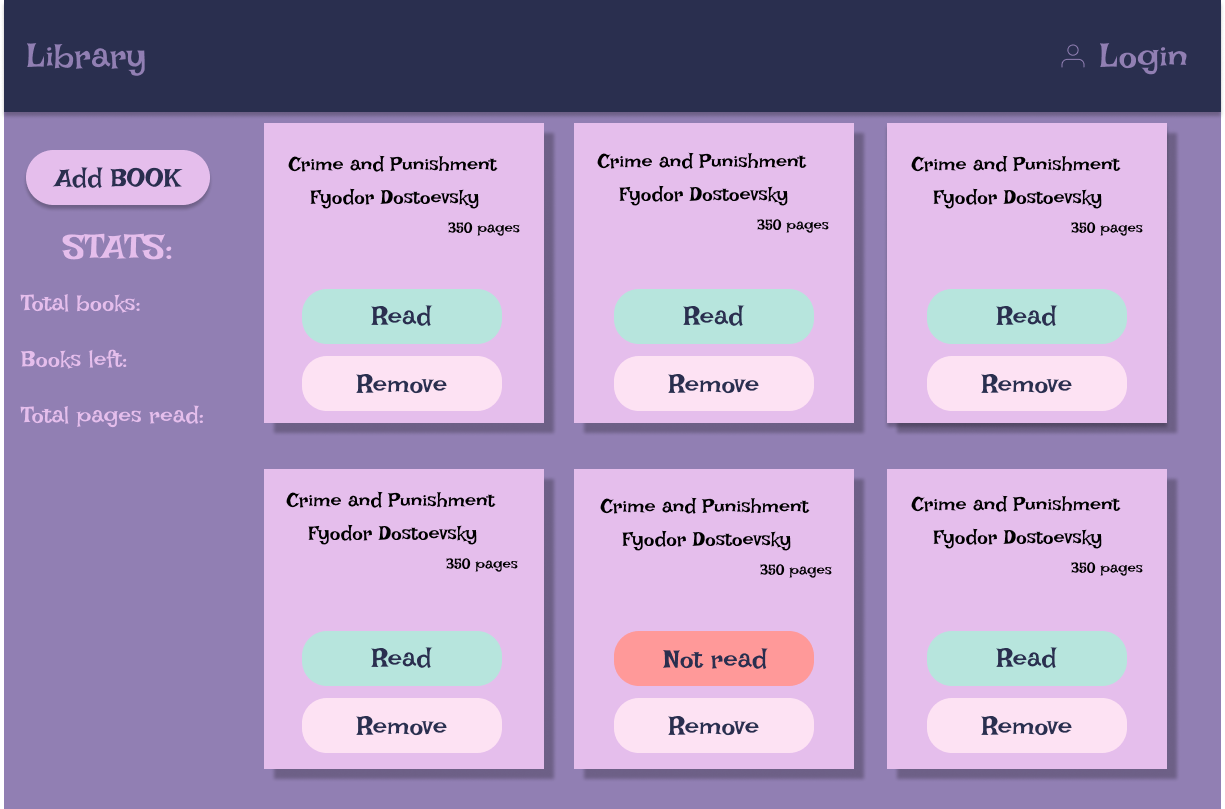 Library
Login
Add BOOK
STATS:
Total books:
Books left:
Total pages read:
Crime and Punishment
Fyodor Dostoevsky
350 pages
Read
Remove
Crime and Punishment
Fyodor Dostoevsky
350 pages
Read
Remove
Crime and Punishment
Fyodor Dostoevsky
350 pages
Read
Remove
Crime and Punishment
Fyodor Dostoevsky
350 pages
Read
Remove
Crime and Punishment
Fyodor Dostoevsky
350 pages
Not read
Remove
Crime and Punishment
Fyodor Dostoevsky
350 pages
Read
Remove